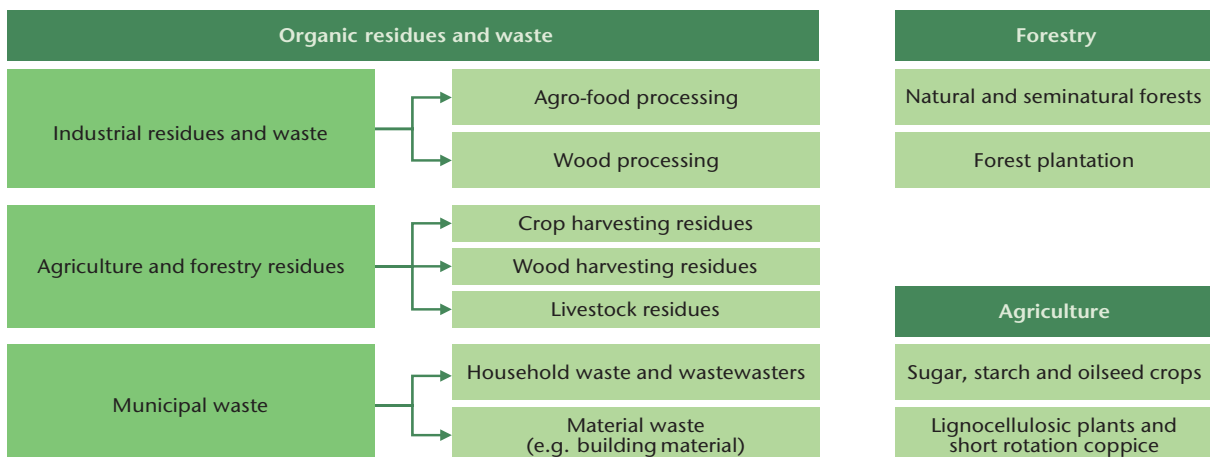 Organic residues and waste
Industrial residues and waste
Agro-food processing
Wood processing
Agriculture and forestry residues
Crop harvesting residues
Wood harvesting residues
Livestock residues
Municipal waste
Household waste and wastewasters
Material waste
(e.g. building material)
Forestry
Natural and seminatural forests
Forest plantation
Agriculture
Sugar, starch and oilseed crops
Lignocellulosic plants and
short rotation coppice